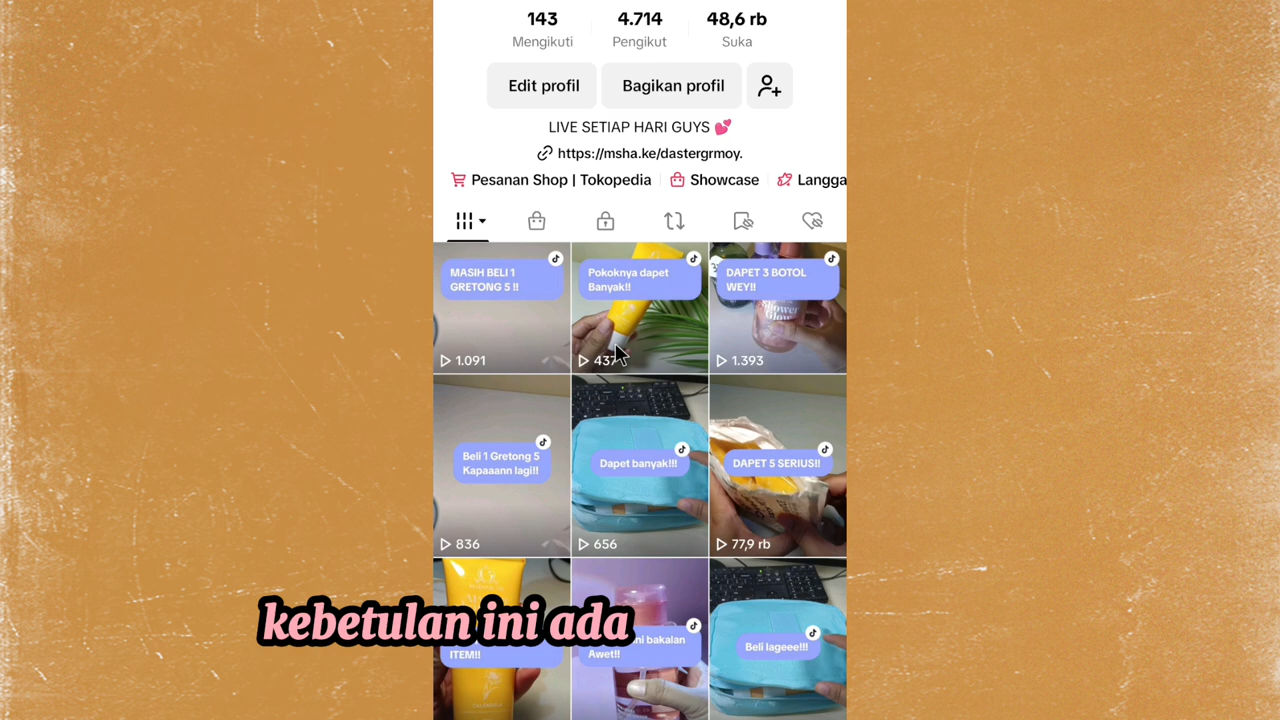 143
4.714
48,6 rb
Mengikuti
Pengikut
Suka
Edit profil
Bagikan profil
LIVE SETIAP HARI GUYS 💕
https://msha.ke/dastergrmoy.
Pesanan Shop | Tokopedia
Showcase
Langga
MASIH BELI 1
GRETONG 5 !!
1.091
Pokoknya dapet
Banyak!!
437
DAPET 3 BOTOL
WEY!!
1.393
Beli 1 Gretong 5
Kapaaann lagi!!
836
Dapet banyak!!!
656
DAPET 5 SERIUS!!
77,9 rb
ITEM!!
ni bakalan
Awet!!
Beli lageee!!!
kebetulan ini ada